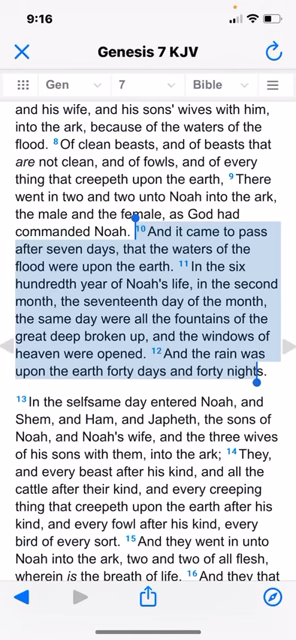 9:16
Genesis 7 KJV
Gen 7 Bible
and his wife, and his sons' wives with him,
into the ark, because of the waters of the
flood. 8 Of clean beasts, and of beasts that
are not clean, and of fowls, and of every
thing that creepeth upon the earth, 9 There
went in two and two unto Noah into the ark,
the male and the female, as God had
commanded Noah. 10 And it came to pass
after seven days, that the waters of the
flood were upon the earth. 11 In the six
hundredth year of Noah's life, in the second
month, the seventeenth day of the month,
the same day were all the fountains of the
great deep broken up, and the windows of
heaven were opened. 12 And the rain was
upon the earth forty days and forty nights.
13 In the selfsame day entered Noah, and
Shem, and Ham, and Japheth, the sons of
Noah, and Noah's wife, and the three wives
of his sons with them, into the ark; 14 They,
and every beast after his kind, and all the
cattle after their kind, and every creeping
thing that creepeth upon the earth after his
kind, and every fowl after his kind, every
bird of every sort. 15 And they went in unto
Noah into the ark, two and two of all flesh,
wherein is the breath of life. 16 And they that